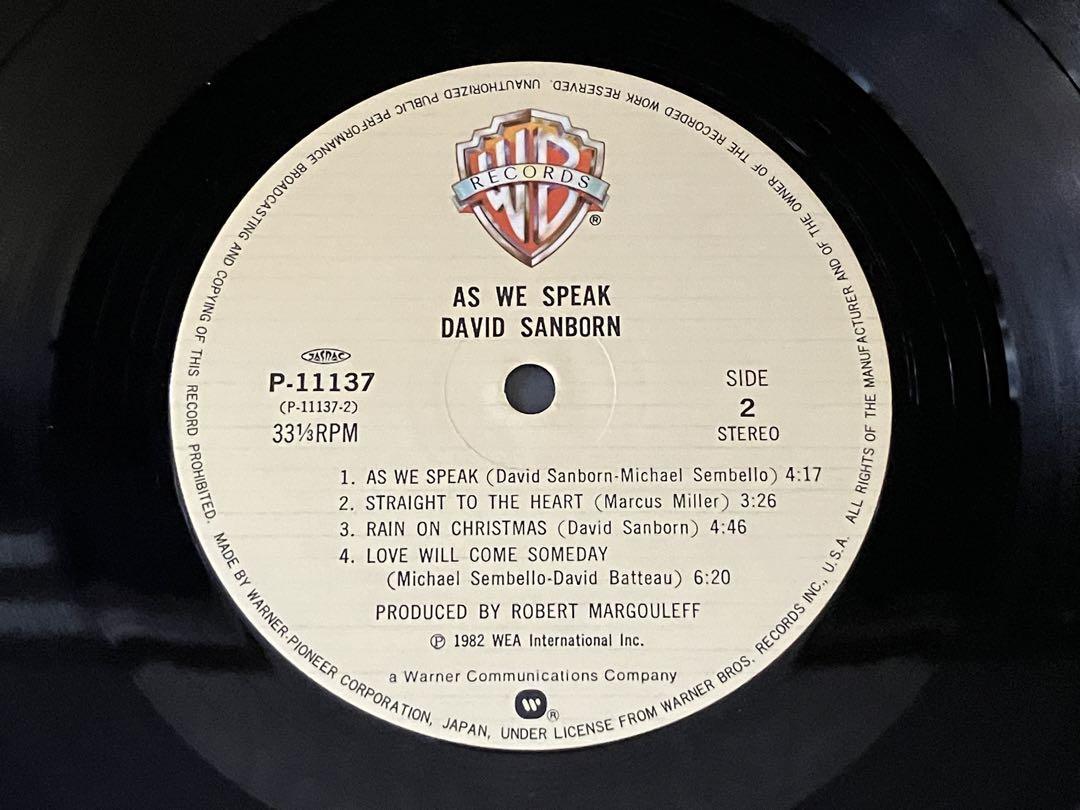 WB
RECORDS
®
AS WE SPEAK
DAVID SANBORN
JASRAC
P-11137
(P-11137-2)
33⅓RPM
SIDE
2
STEREO
1. AS WE SPEAK (David Sanborn-Michael Sembello) 4:17
2. STRAIGHT TO THE HEART (Marcus Miller) 3:26
3. RAIN ON CHRISTMAS (David Sanborn) 4:46
4. LOVE WILL COME SOMEDAY
(Michael Sembello-David Batteau) 6:20
PRODUCED BY ROBERT MARGOULEFF
Ⓟ 1982 WEA International Inc.
a Warner Communications Company
W®
MADE BY WARNER-PIONEER CORPORATION, JAPAN, UNDER LICENSE FROM WARNER BROS. RECORDS INC., U.S.A. ALL RIGHTS OF THE MANUFACTURER AND OF THE OWNER OF THE RECORDED WORK RESERVED. UNAUTHORIZED PUBLIC PERFORMANCE BROADCASTING AND COPYING OF THIS RECORD PROHIBITED.